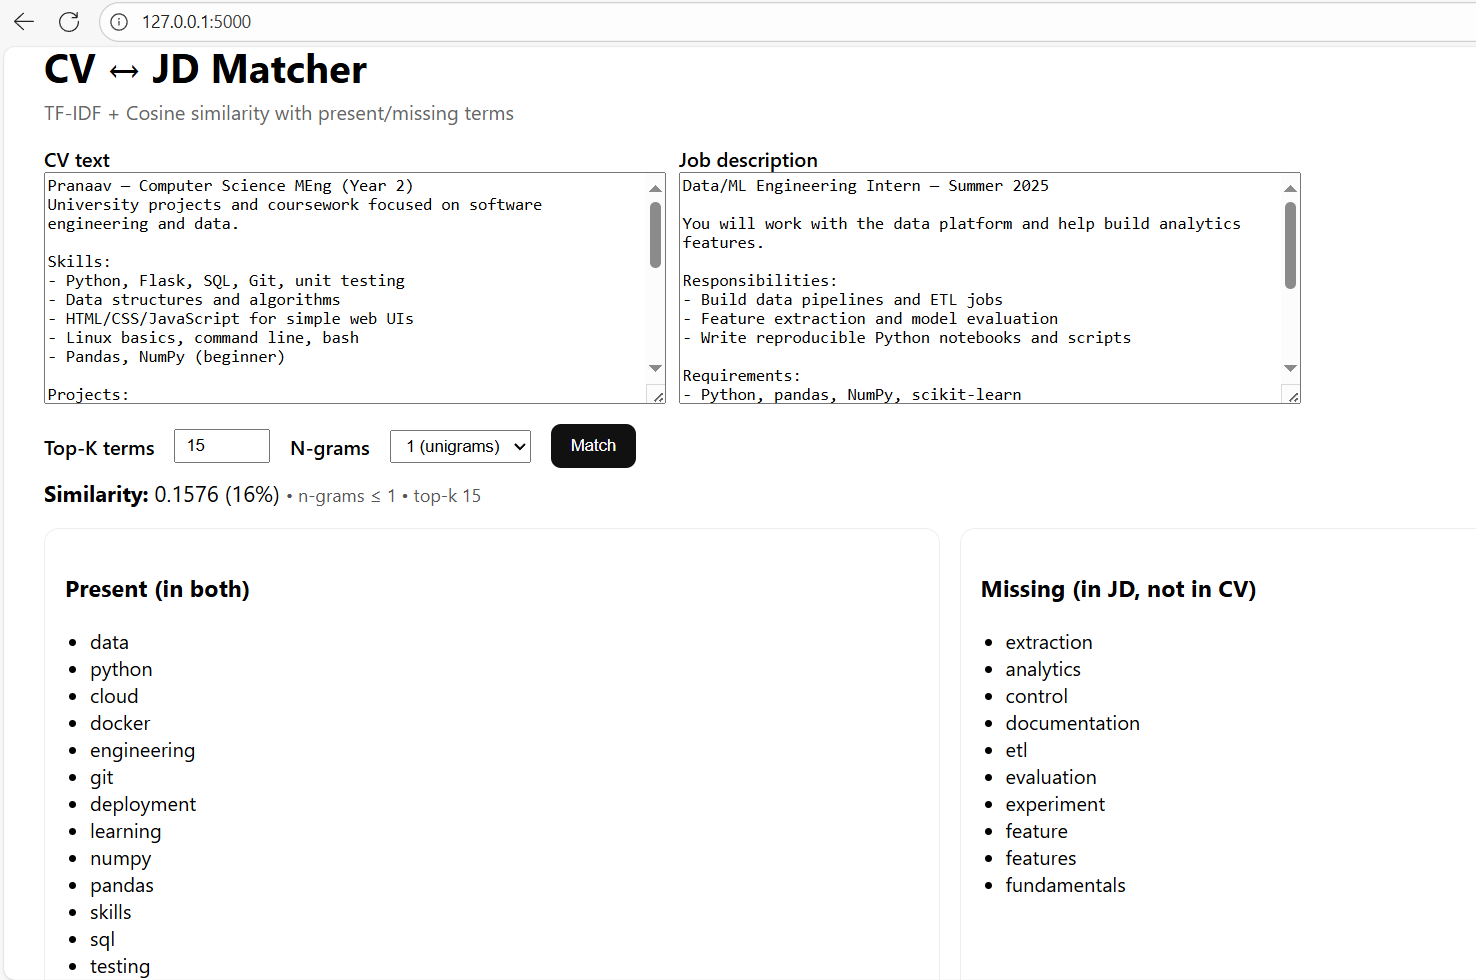 127.0.0.1:5000
CV ↔ JD Matcher
TF-IDF + Cosine similarity with present/missing terms
CV text
Pranaav – Computer Science MEng (Year 2)
University projects and coursework focused on software
engineering and data.
Skills:
- Python, Flask, SQL, Git, unit testing
- Data structures and algorithms
- HTML/CSS/JavaScript for simple web UIs
- Linux basics, command line, bash
- Pandas, NumPy (beginner)
Projects:
Job description
Data/ML Engineering Intern – Summer 2025
You will work with the data platform and help build analytics
features.
Responsibilities:
- Build data pipelines and ETL jobs
- Feature extraction and model evaluation
- Write reproducible Python notebooks and scripts
Requirements:
- Python, pandas, NumPy, scikit-learn
Top-K terms 15 N-grams 1 (unigrams) Match
Similarity: 0.1576 (16%) • n-grams ≤ 1 • top-k 15
Present (in both)
• data
• python
• cloud
• docker
• engineering
• git
• deployment
• learning
• numpy
• pandas
• skills
• sql
• testing
Missing (in JD, not in CV)
• extraction
• analytics
• control
• documentation
• etl
• evaluation
• experiment
• feature
• features
• fundamentals